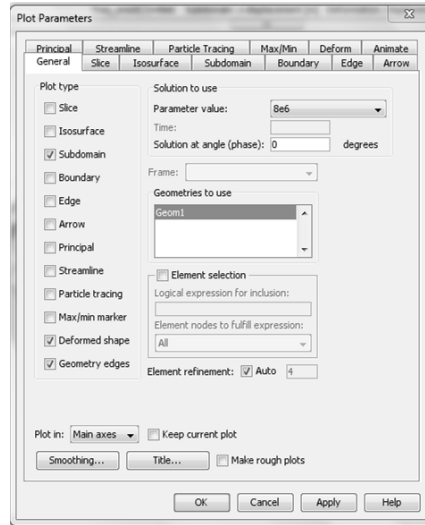 Plot Parameters
Principal Streamline Particle Tracing Max/Min Deform Animate
General Slice Isosurface Subdomain Boundary Edge Arrow
Plot type
Slice
Isosurface
Subdomain
Boundary
Edge
Arrow
Principal
Streamline
Particle tracing
Max/min marker
Deformed shape
Geometry edges
Solution to use
Parameter value: 8e6
Time:
Solution at angle (phase): 0 degrees
Frame:
Geometries to use
Geom1
Element selection
Logical expression for inclusion:
Element nodes to fulfill expression:
All
Element refinement: Auto 4
Plot in: Main axes Keep current plot
Smoothing... Title... Make rough plots
OK Cancel Apply Help